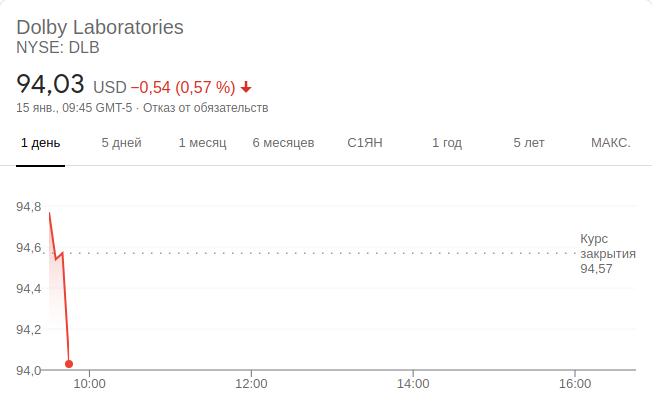 Dolby Laboratories
NYSE: DLB
94,03 USD −0,54 (0,57 %)
15 янв., 09:45 GMT-5 · Отказ от обязательств
1 день 5 дней 1 месяц 6 месяцев С1ЯН 1 год 5 лет МАКС.
94,8
94,6
94,4
94,2
94,0
Курс
закрытия
94,57
10:00 12:00 14:00 16:00